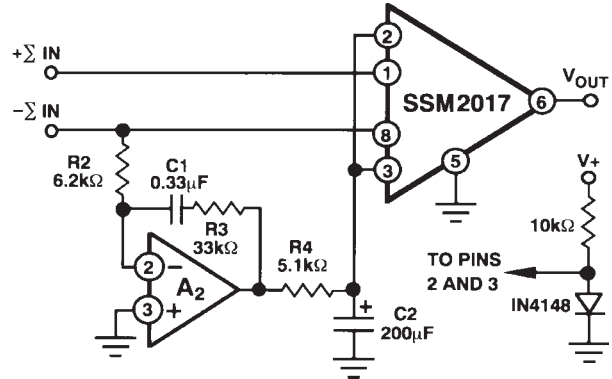 2
+Σ IN
1
SSM2017
6
VOUT
−Σ IN
8
5
3
R2
6.2kΩ
C1
0.33µF
R3
33kΩ
V+
10kΩ
R4
5.1kΩ
TO PINS
2 AND 3
2
−
A2
3
+
+
C2
200µF
IN4148